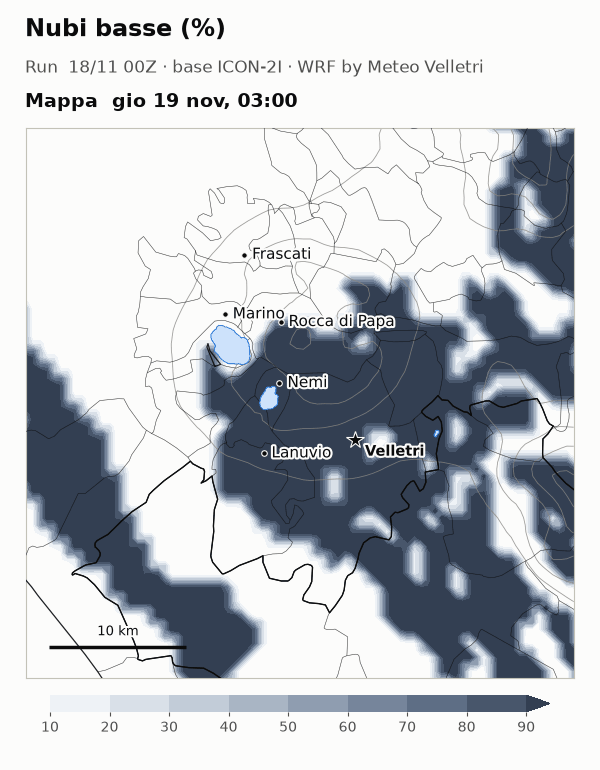 Nubi basse (%)
Run  18/11 00Z · base ICON-2I · WRF by Meteo Velletri
Mappa  gio 19 nov, 03:00
Frascati
Marino
Rocca di Papa
Nemi
Velletri
Lanuvio
10 km
10 20 30 40 50 60 70 80 90